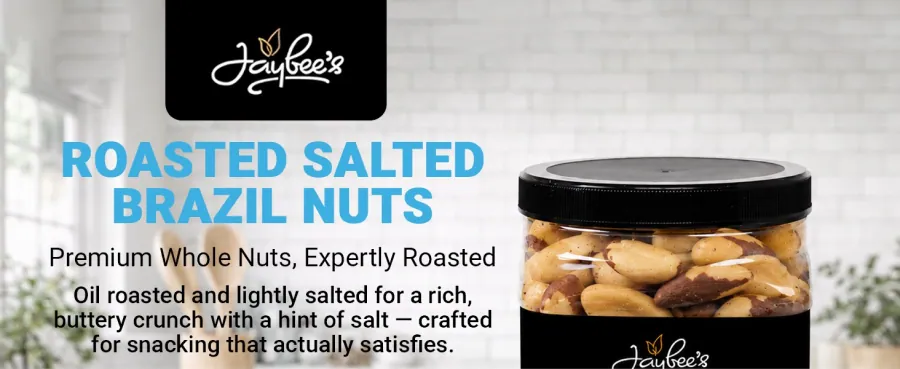 Jaybee's
ROASTED SALTED
BRAZIL NUTS
Premium Whole Nuts, Expertly Roasted
Oil roasted and lightly salted for a rich,
buttery crunch with a hint of salt — crafted
for snacking that actually satisfies.
Jaybee's